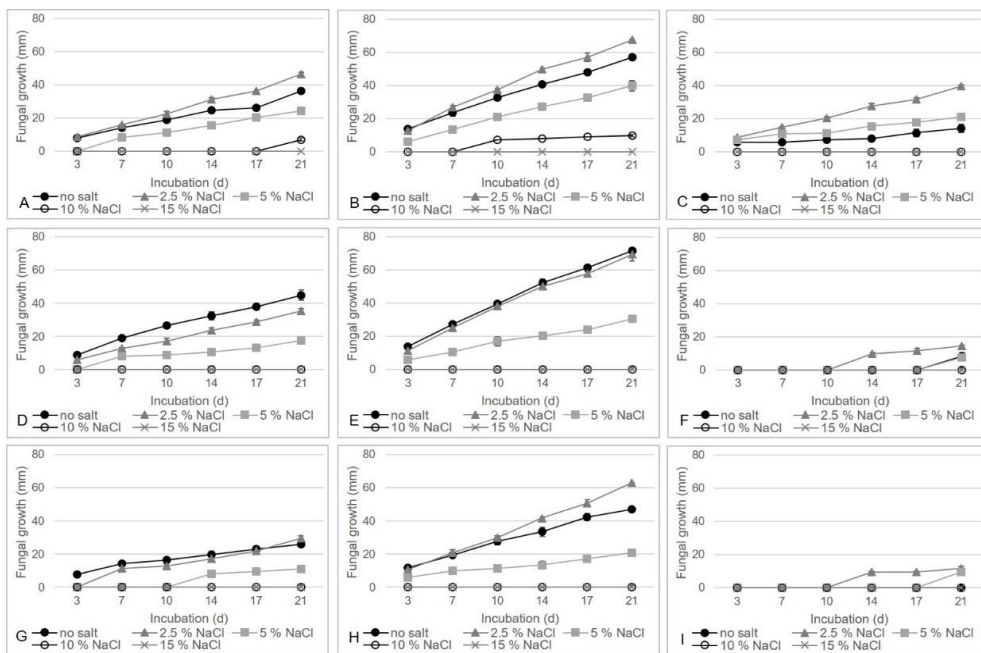 80
60
40
20
0
Fungal growth (mm)
3 7 10 14 17 21
Incubation (d)
no salt 2.5 % NaCl 5 % NaCl
10 % NaCl 15 % NaCl
A
80
60
40
20
0
Fungal growth (mm)
3 7 10 14 17 21
Incubation (d)
no salt 2.5 % NaCl 5 % NaCl
10 % NaCl 15 % NaCl
B
80
60
40
20
0
Fungal growth (mm)
3 7 10 14 17 21
Incubation (d)
no salt 2.5 % NaCl 5 % NaCl
10 % NaCl 15 % NaCl
C
80
60
40
20
0
Fungal growth (mm)
3 7 10 14 17 21
Incubation (d)
no salt 2.5 % NaCl 5 % NaCl
10 % NaCl 15 % NaCl
D
80
60
40
20
0
Fungal growth (mm)
3 7 10 14 17 21
Incubation (d)
no salt 2.5 % NaCl 5 % NaCl
10 % NaCl 15 % NaCl
E
80
60
40
20
0
Fungal growth (mm)
3 7 10 14 17 21
Incubation (d)
no salt 2.5 % NaCl 5 % NaCl
10 % NaCl 15 % NaCl
F
80
60
40
20
0
Fungal growth (mm)
3 7 10 14 17 21
Incubation (d)
no salt 2.5 % NaCl 5 % NaCl
10 % NaCl 15 % NaCl
G
80
60
40
20
0
Fungal growth (mm)
3 7 10 14 17 21
Incubation (d)
no salt 2.5 % NaCl 5 % NaCl
10 % NaCl 15 % NaCl
H
80
60
40
20
0
Fungal growth (mm)
3 7 10 14 17 21
Incubation (d)
no salt 2.5 % NaCl 5 % NaCl
10 % NaCl 15 % NaCl
I